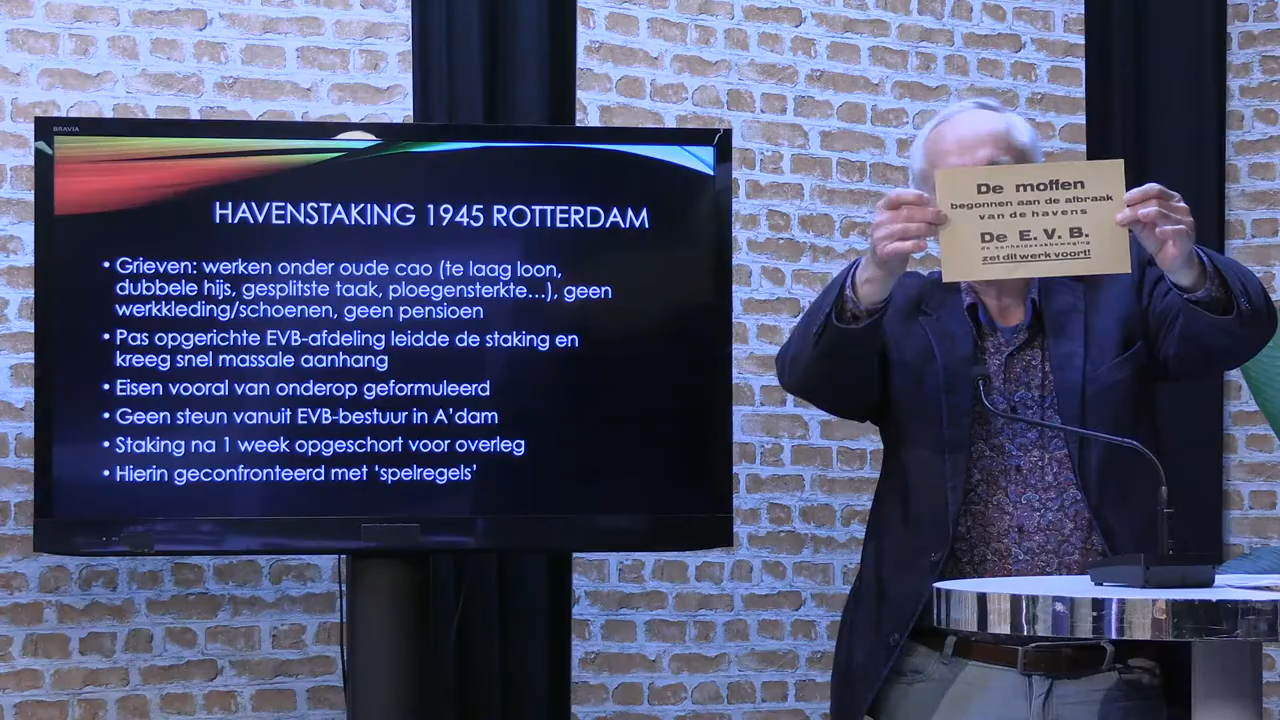 BRAVIA
HAVENSTAKING 1945 ROTTERDAM
• Grieven: werken onder oude cao (te laag loon,
dubbele hijs, gesplitste taak, ploegensterkte...), geen
werkkleding/schoenen, geen pensioen
• Pas opgerichte EVB-afdeling leidde de staking en
kreeg snel massale aanhang
• Eisen vooral van onderop geformuleerd
• Geen steun vanuit EVB-bestuur in A'dam
• Staking na 1 week opgeschort voor overleg
• Hierin geconfronteerd met 'spelregels'
De moffen
begonnen aan de afbraak
van de havens
De E. V. B.
de eenheidsvakbeweging
zet dit werk voort!